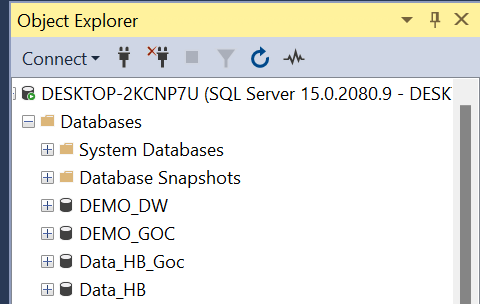 Object Explorer
Connect
DESKTOP-2KCNP7U (SQL Server 15.0.2080.9 - DESK
Databases
System Databases
Database Snapshots
DEMO_DW
DEMO_GOC
Data_HB_Goc
Data_HB